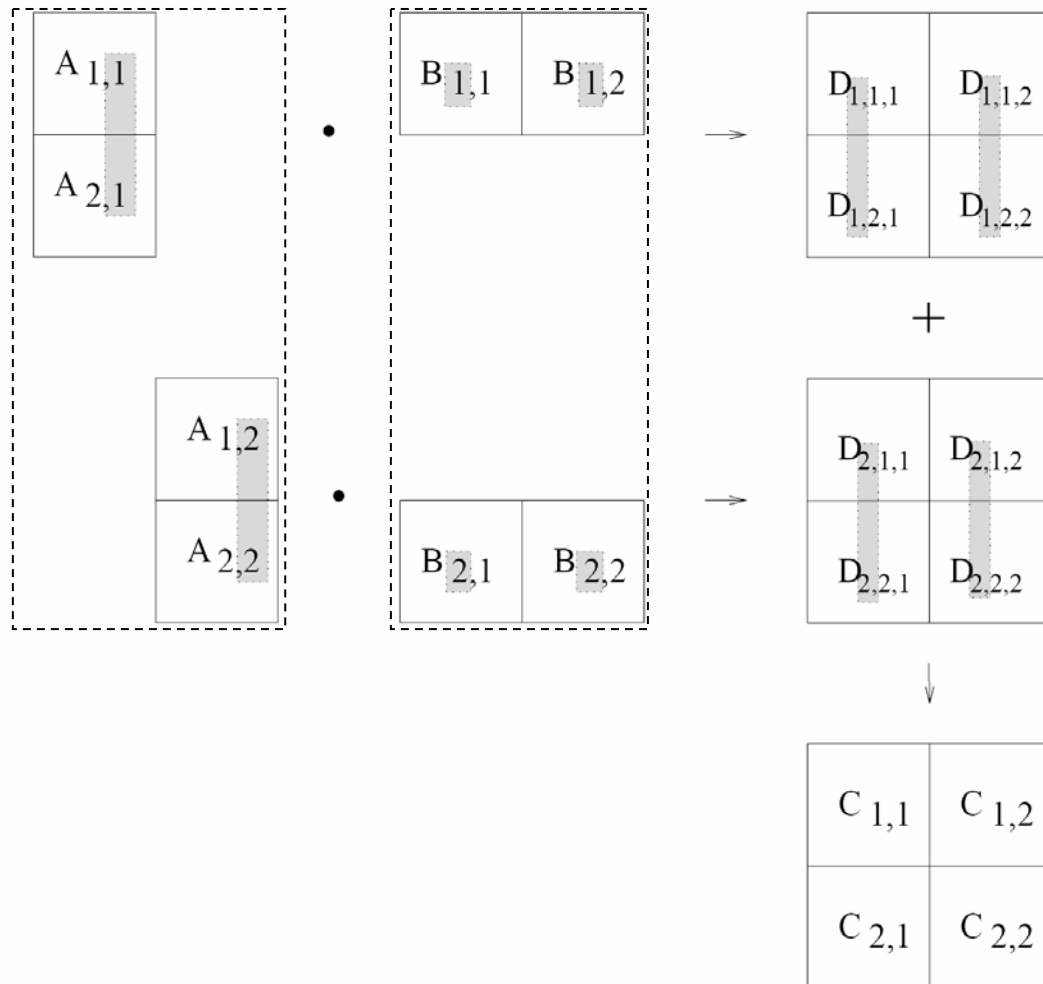 A 1,1 • B 1,1 B 1,2 → D1,1,1 D1,1,2
A 2,1 D1,2,1 D1,2,2
+
A 1,2 • D2,1,1 D2,1,2
A 2,2 B 2,1 B 2,2 → D2,2,1 D2,2,2
↓
C 1,1 C 1,2
C 2,1 C 2,2